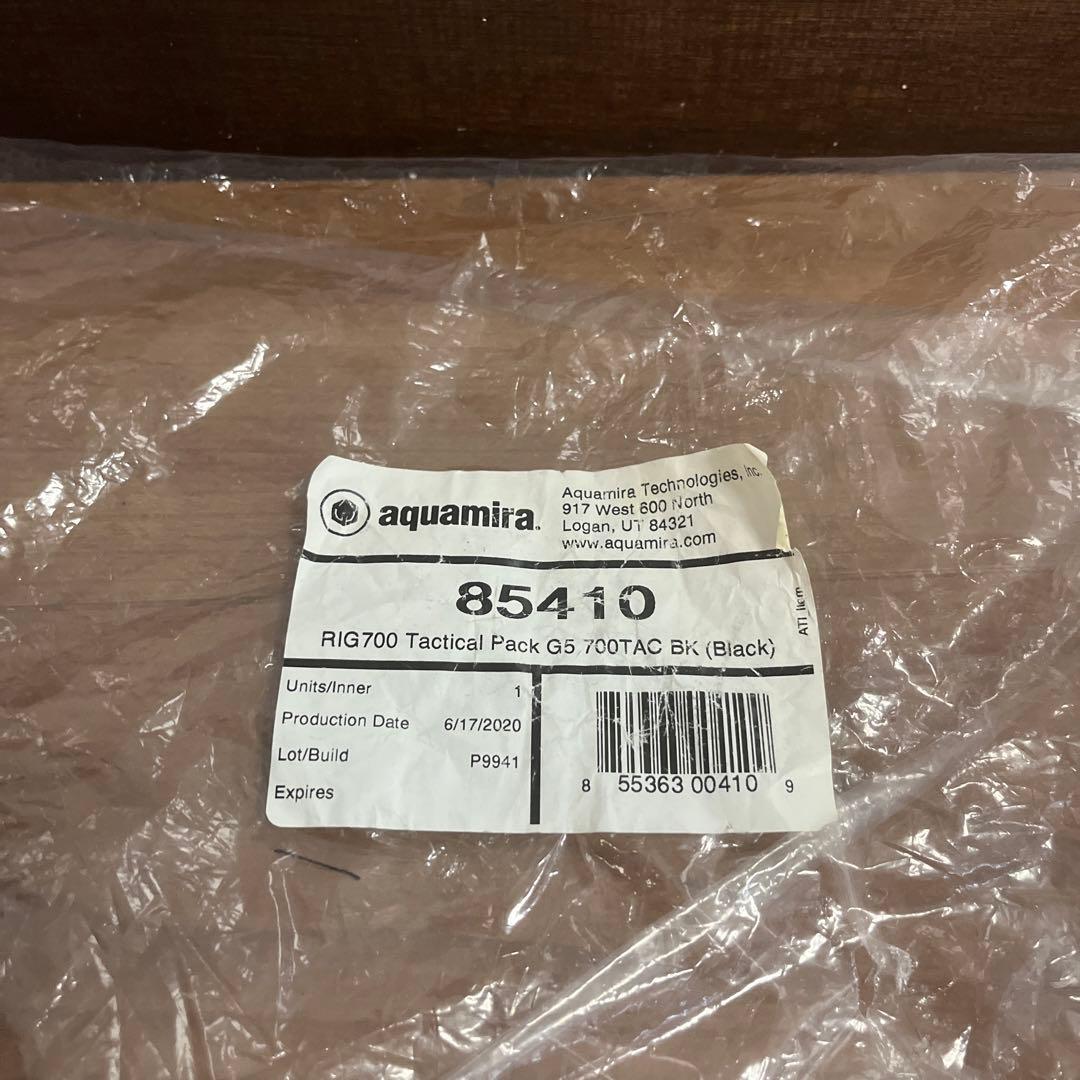 aquamira.
Aquamira Technologies, Inc.
917 West 600 North
Logan, UT 84321
www.aquamira.com
85410
RIG700 Tactical Pack G5 700TAC BK (Black)
ATI_Item
Units/Inner 1
Production Date 6/17/2020
Lot/Build P9941
Expires
8 55363 00410 9